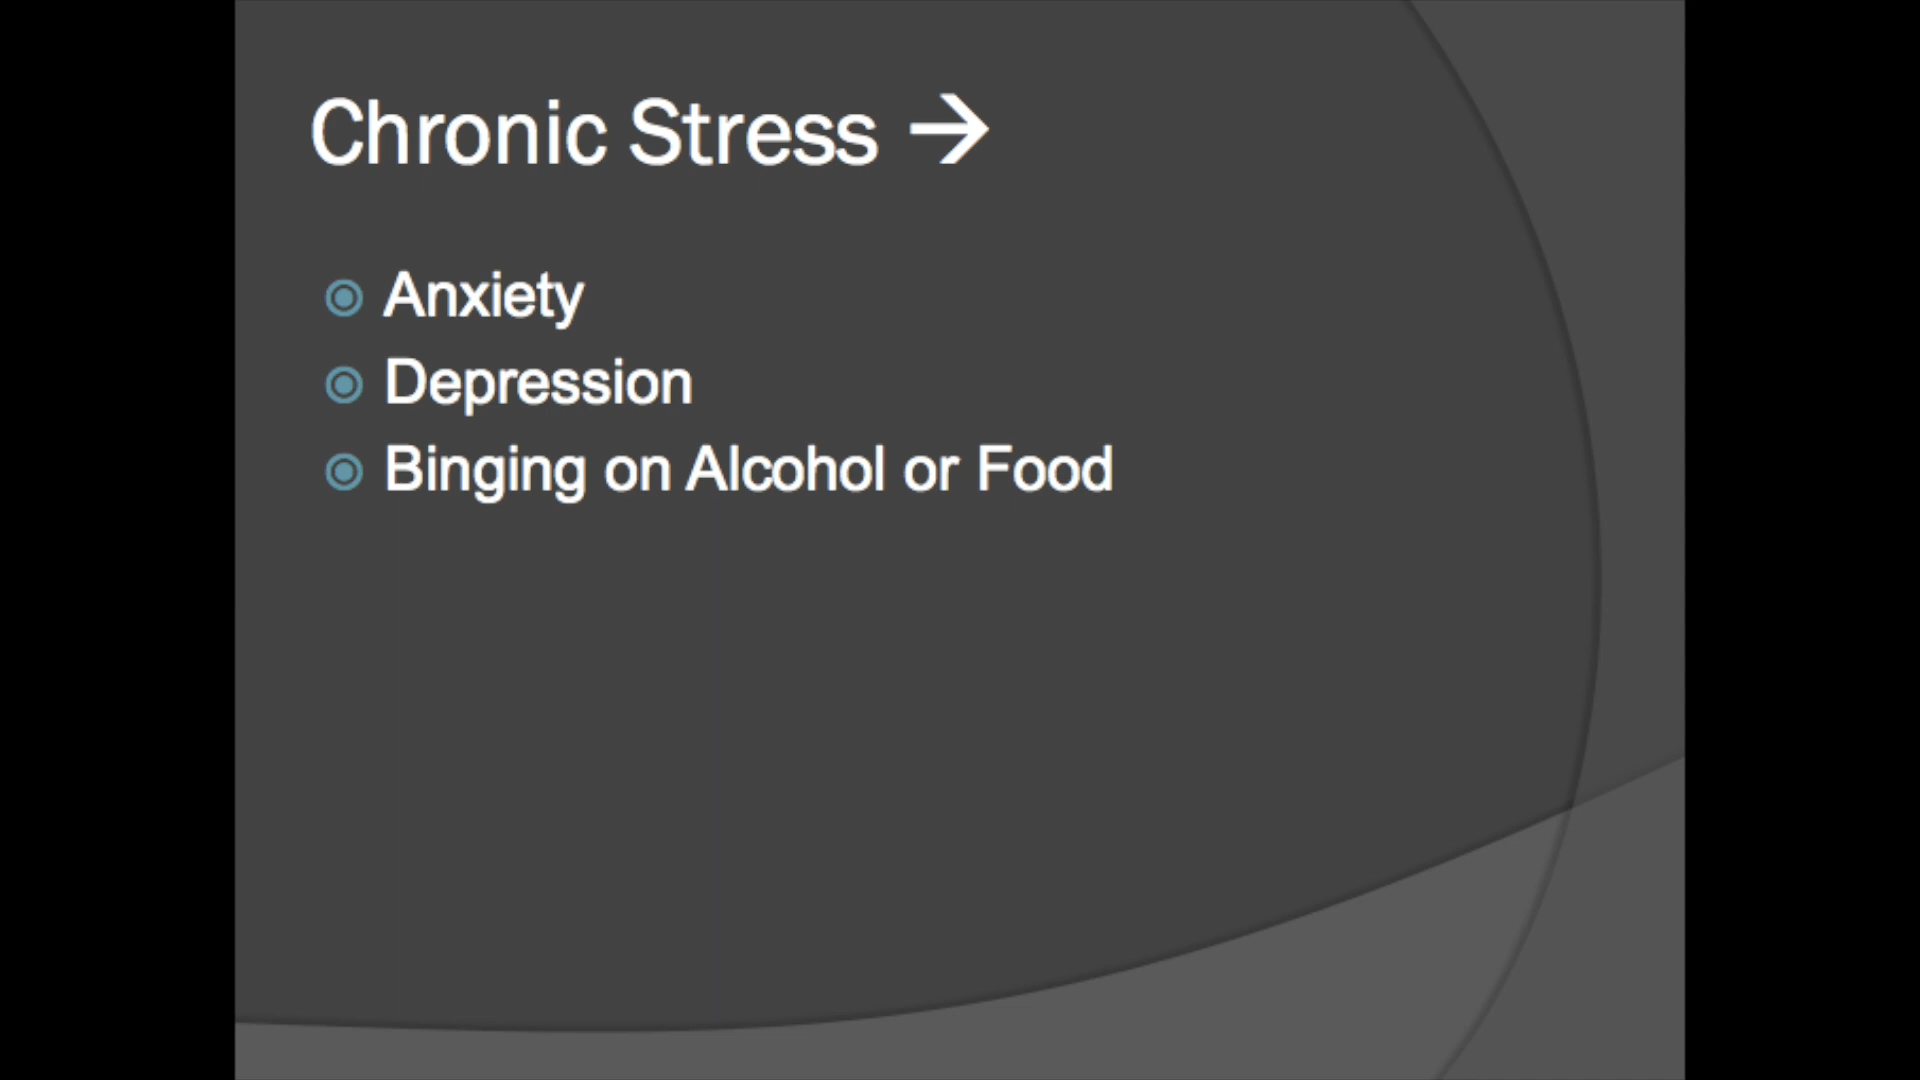 Chronic Stress →
Anxiety
Depression
Binging on Alcohol or Food